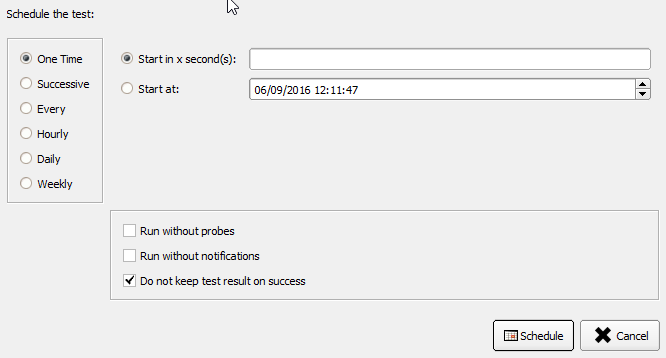 Schedule the test:
One Time
Successive
Every
Hourly
Daily
Weekly
Start in x second(s):
Start at: 06/09/2016 12:11:47
Run without probes
Run without notifications
Do not keep test result on success
Schedule Cancel